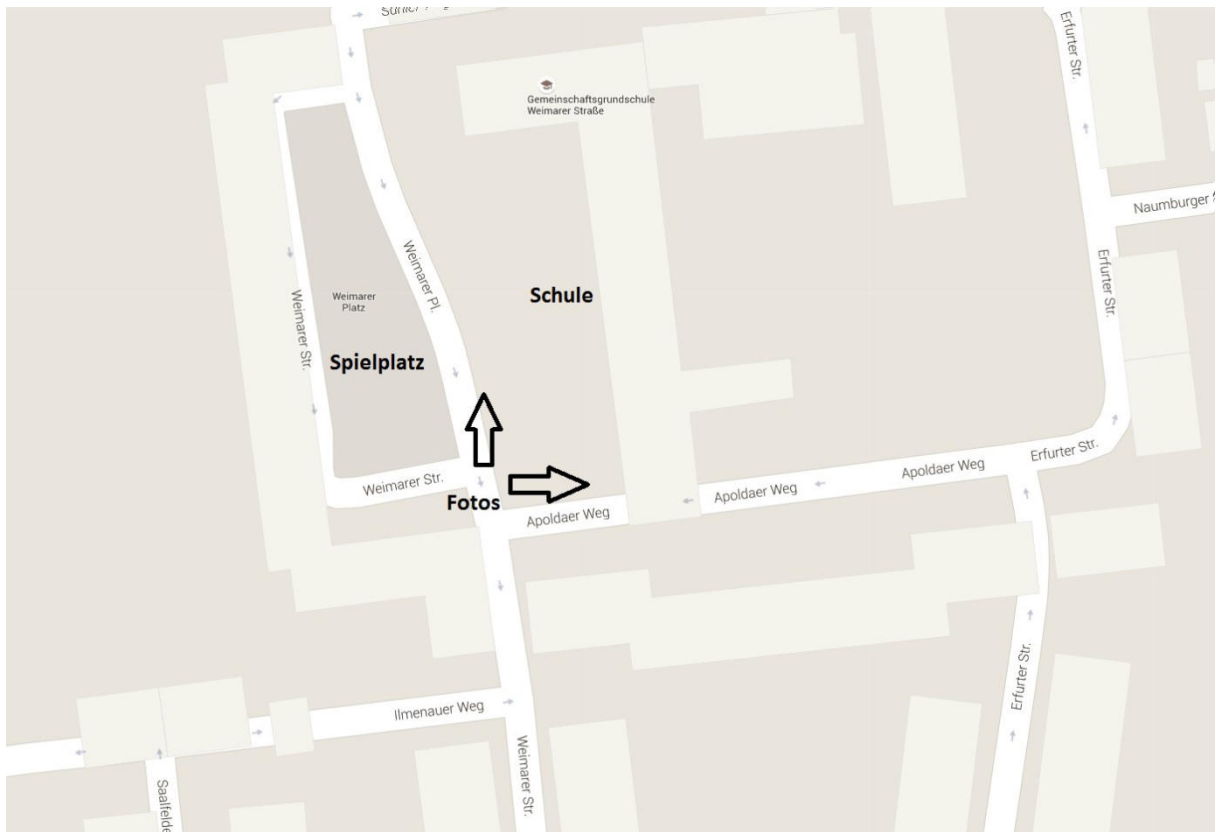 Erfurter Str.
Gemeinschaftsgrundschule
Weimarer Straße
Naumburger
Weimarer Pl.
Erfurter Str.
Weimarer
Platz
Schule
Weimarer Str.
Spielplatz
Weimarer Str.
Fotos
Apoldaer Weg
Apoldaer Weg
Apoldaer Weg
Erfurter Str.
Erfurter Str.
Ilmenauer Weg
Weimarer Str.